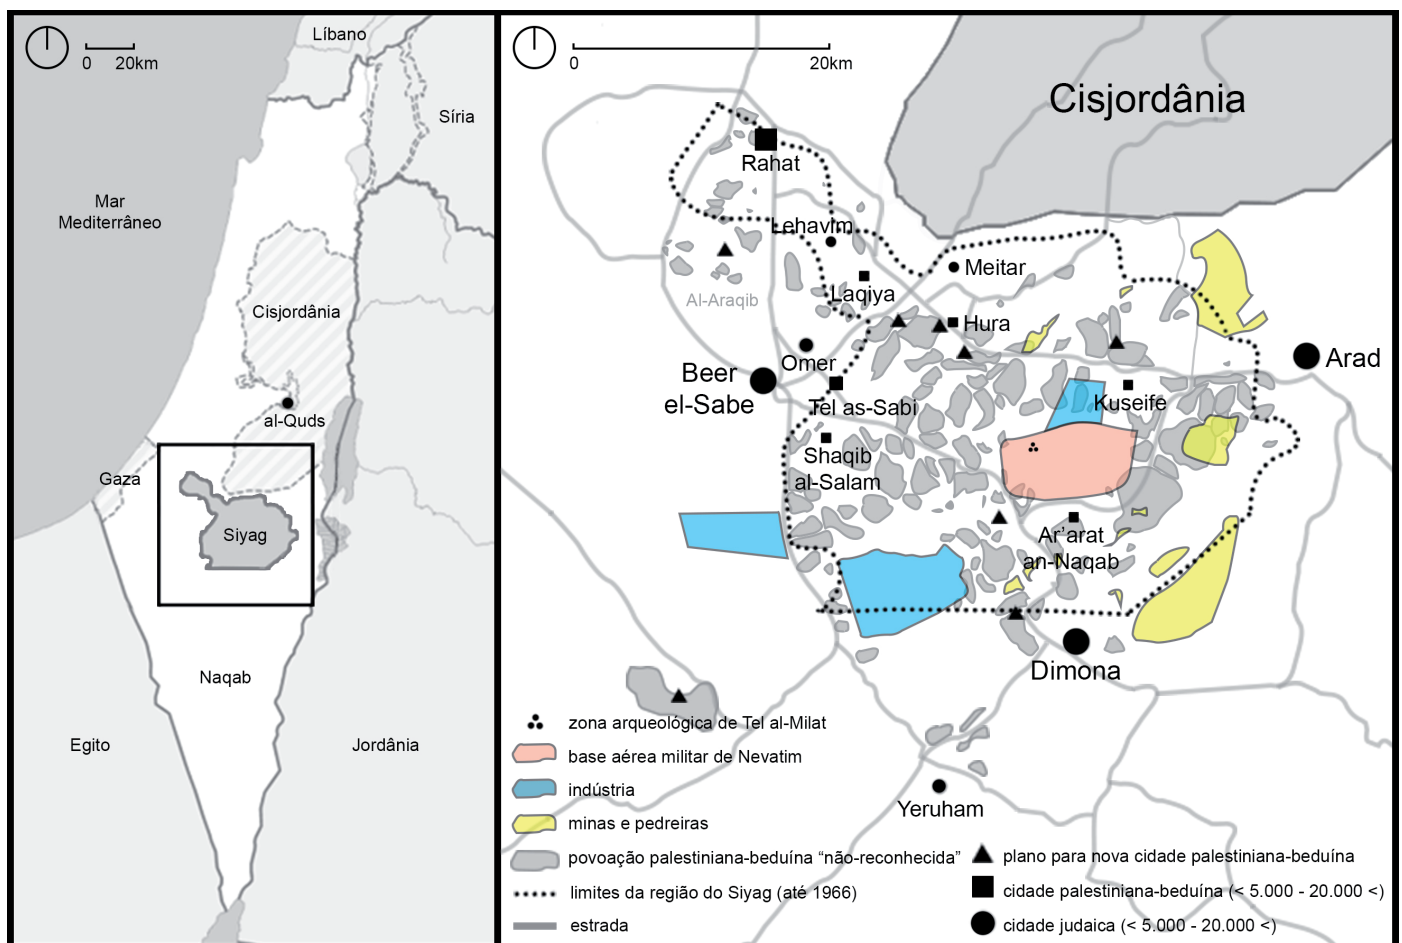 Líbano
0 20km
Síria
Mar
Mediterrâneo
Cisjordânia
al-Quds
Gaza
Siyag
Naqab
Egito
Jordânia
0 20km
Cisjordânia
Rahat
Lehavim
Meitar
Al-Araqib
Laqiya
Hura
Omer
Arad
Beer
el-Sabe
Tel as-Sabi
Kuseife
Shaqib
al-Salam
Ar'arat
an-Naqab
Dimona
Yeruham
zona arqueológica de Tel al-Milat
base aérea militar de Nevatim
indústria
minas e pedreiras
povoação palestiniana-beduína “não-reconhecida”
limites da região do Siyag (até 1966)
estrada
plano para nova cidade palestiniana-beduína
cidade palestiniana-beduína (< 5.000 - 20.000 <)
cidade judaica (< 5.000 - 20.000 <)